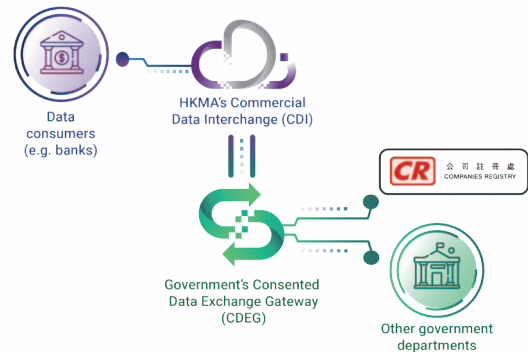 Data
consumers
(e.g. banks)
HKMA's Commercial
Data Interchange (CDI)
CR
公司註冊處
COMPANIES REGISTRY
Government's Consented
Data Exchange Gateway
(CDEG)
Other government
departments